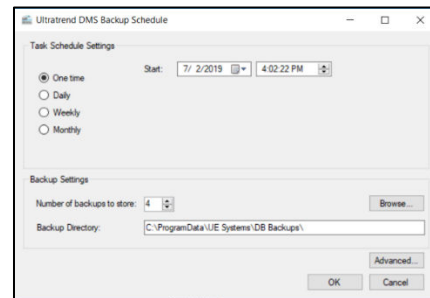 Ultratrend DMS Backup Schedule
Task Schedule Settings
Start: 7/ 2/2019 4:02:22 PM
One time
Daily
Weekly
Monthly
Backup Settings
Number of backups to store: 4 Browse...
Backup Directory: C:\ProgramData\UE Systems\DB Backups\
Advanced...
OK Cancel